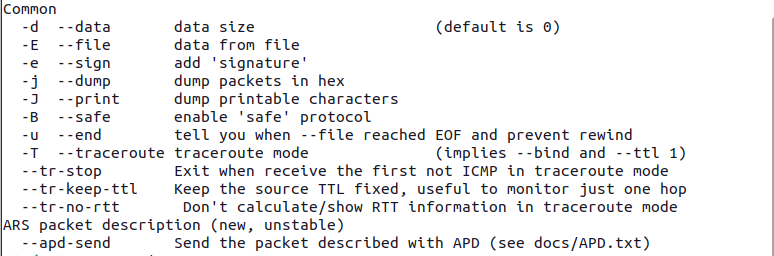 Common
  -d  --data       data size                    (default is 0)
  -E  --file       data from file
  -e  --sign       add 'signature'
  -j  --dump       dump packets in hex
  -J  --print      dump printable characters
  -B  --safe       enable 'safe' protocol
  -u  --end        tell you when --file reached EOF and prevent rewind
  -T  --traceroute traceroute mode              (implies --bind and --ttl 1)
  --tr-stop        Exit when receive the first not ICMP in traceroute mode
  --tr-keep-ttl    Keep the source TTL fixed, useful to monitor just one hop
  --tr-no-rtt       Don't calculate/show RTT information in traceroute mode
ARS packet description (new, unstable)
  --apd-send       Send the packet described with APD (see docs/APD.txt)